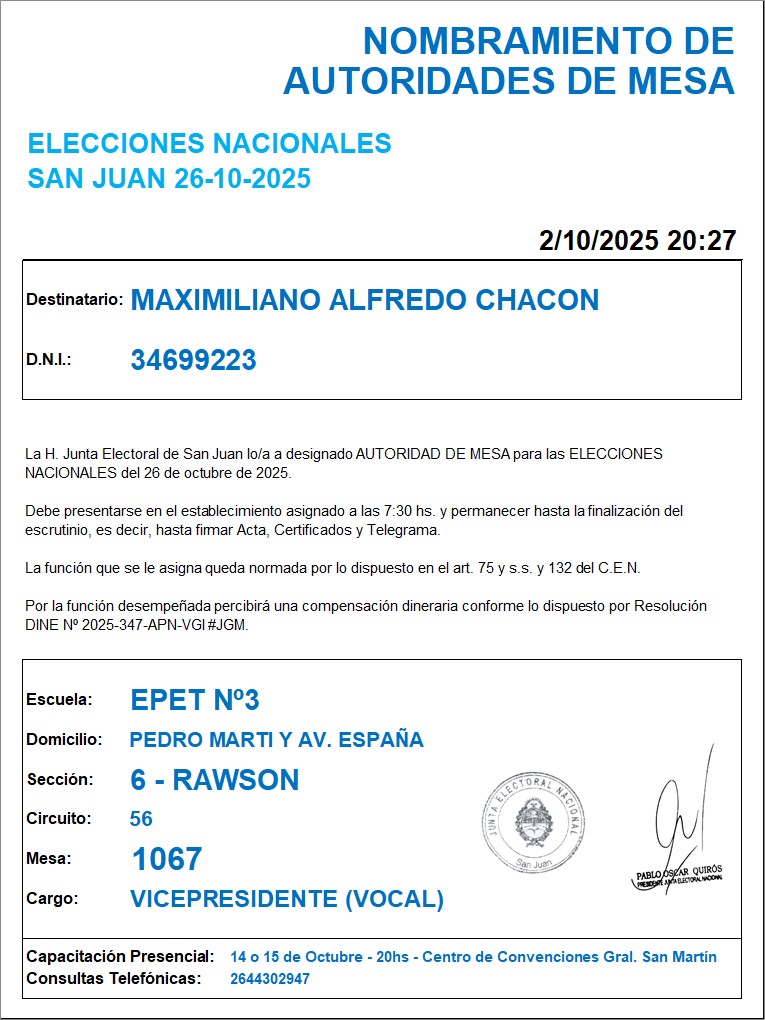 NOMBRAMIENTO DE
AUTORIDADES DE MESA
ELECCIONES NACIONALES
SAN JUAN 26-10-2025
2/10/2025 20:27
Destinatario: MAXIMILIANO ALFREDO CHACON
D.N.I.: 34699223
La H. Junta Electoral de San Juan lo/a a designado AUTORIDAD DE MESA para las ELECCIONES
NACIONALES del 26 de octubre de 2025.
Debe presentarse en el establecimiento asignado a las 7:30 hs. y permanecer hasta la finalización del
escrutinio, es decir, hasta firmar Acta, Certificados y Telegrama.
La función que se le asigna queda normada por lo dispuesto en el art. 75 y s.s. y 132 del C.E.N.
Por la función desempeñada percibirá una compensación dineraria conforme lo dispuesto por Resolución
DINE Nº 2025-347-APN-VGI#JGM.
Escuela: EPET Nº3
Domicilio: PEDRO MARTI Y AV. ESPAÑA
Sección: 6 - RAWSON
Circuito: 56
Mesa: 1067
Cargo: VICEPRESIDENTE (VOCAL)
JUNTA ELECTORAL NACIONAL
San Juan
PABLO OSCAR QUIRÓS
PRESIDENTE JUNTA ELECTORAL NACIONAL
Capacitación Presencial: 14 o 15 de Octubre - 20hs - Centro de Convenciones Gral. San Martín
Consultas Telefónicas: 2644302947